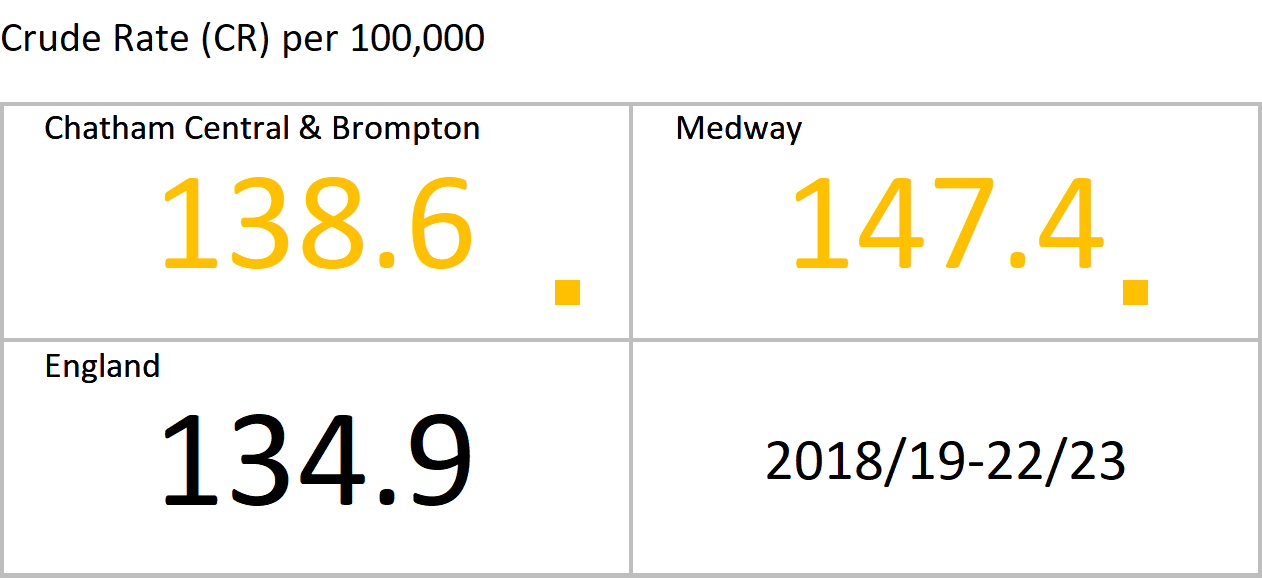 Crude Rate (CR) per 100,000
Chatham Central & Brompton
138.6
Medway
147.4
England
134.9
2018/19-22/23